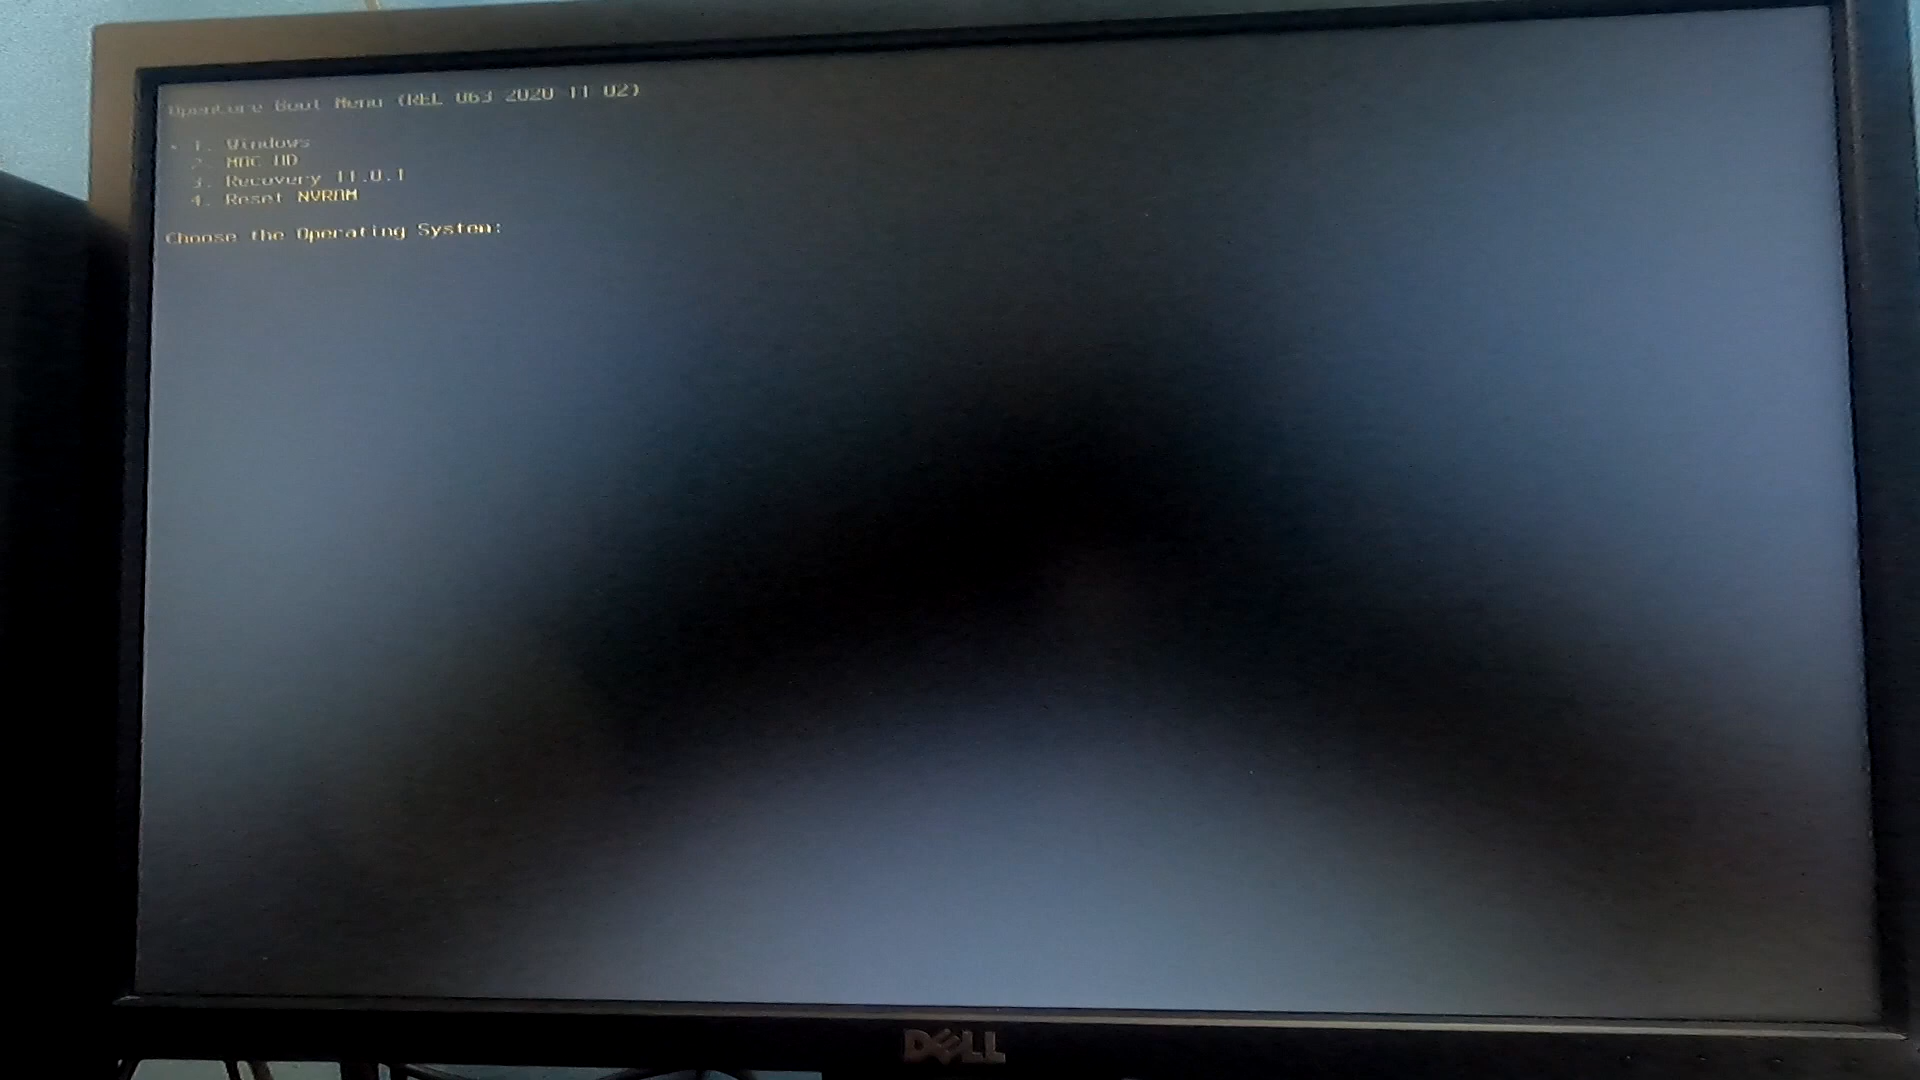 OpenCore Boot Menu (REL-063-2020-11-02)
* 1. Windows
2. MAC HD
3. Recovery 11.0.1
4. Reset NVRAM
Choose the Operating System:
DELL